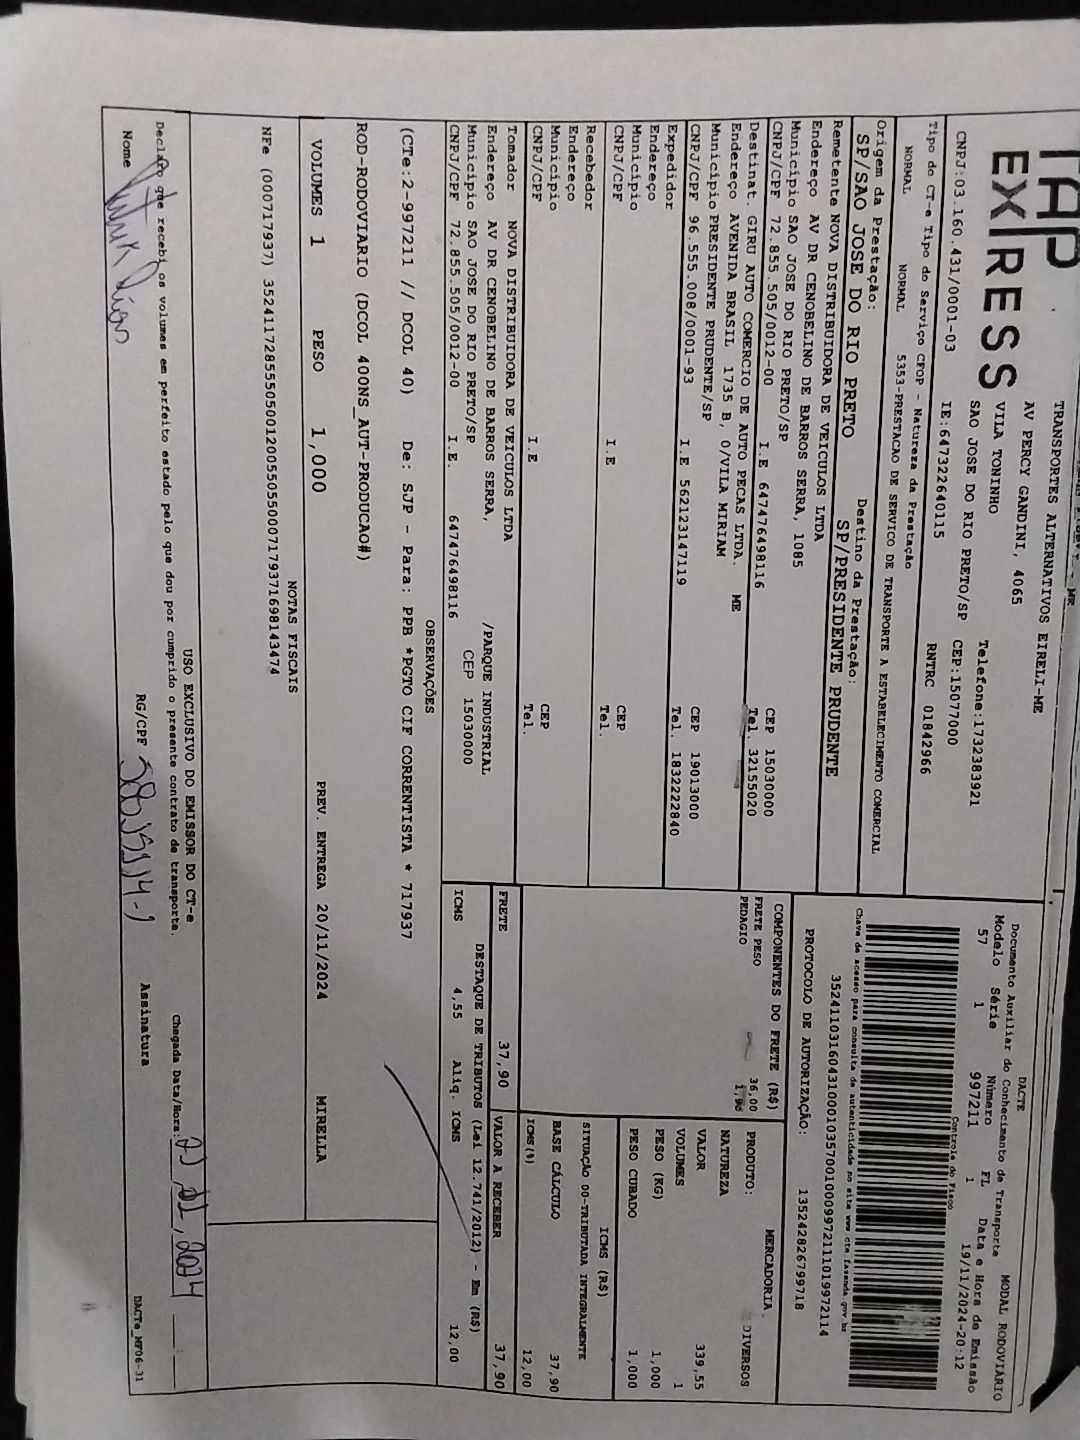 TAP
EXPRESS
TRANSPORTES ALTERNATIVOS EIRELI-ME
AV PERCY GANDINI, 4065
VILA TONINHO
SAO JOSE DO RIO PRETO/SP
Telefone:1732383921
CEP:15077000
CNPJ:03.160.431/0001-03 IE:647322640115 RNTRC 01842966
Tipo do CT-e Tipo do Serviço CFOP - Natureza da Prestação
NORMAL NORMAL 5353-PRESTACAO DE SERVICO DE TRANSPORTE A ESTABELECIMENTO COMERCIAL
Origem da Prestação: Destino da Prestação:
SP/SAO JOSE DO RIO PRETO SP/PRESIDENTE PRUDENTE
Remetente NOVA DISTRIBUIDORA DE VEICULOS LTDA
Endereço AV DR CENOBELINO DE BARROS SERRA, 1085
Município SAO JOSE DO RIO PRETO/SP CEP 15030000
CNPJ/CPF 72.855.505/0012-00 I.E 647476498116 Tel. 32155020
Destinat. GIRU AUTO COMERCIO DE AUTO PECAS LTDA. ME
Endereço AVENIDA BRASIL 1735 B, 0/VILA MIRIAM
Município PRESIDENTE PRUDENTE/SP CEP 19013000
CNPJ/CPF 96.555.008/0001-93 I.E 562123147119 Tel. 1832222840
Expedidor
Endereço
Município CEP
CNPJ/CPF I.E Tel.
Recebedor
Endereço
Município CEP
CNPJ/CPF I.E Tel.
Tomador NOVA DISTRIBUIDORA DE VEICULOS LTDA
Endereço AV DR CENOBELINO DE BARROS SERRA, /PARQUE INDUSTRIAL
Município SAO JOSE DO RIO PRETO/SP CEP 15030000
CNPJ/CPF 72.855.505/0012-00 I.E. 647476498116
DACTE
Documento Auxiliar do Conhecimento de Transporte MODAL RODOVIÁRIO
Modelo Série Número FL Data e Hora de Emissão
57 1 997211 1 19/11/2024-20:12
Controle do Fisco
Chave de acesso para consulta de autenticidade no site www.cte.fazenda.gov.br
35241103160431000103570010009972111019972114
PROTOCOLO DE AUTORIZAÇÃO: 135242826799718
COMPONENTES DO FRETE (R$)
FRETE PESO 36,00
PEDAGIO 1,90
MERCADORIA
PRODUTO: DIVERSOS
NATUREZA
VALOR 339,55
VOLUMES 1
PESO (KG) 1,000
PESO CUBADO 1,000
ICMS (R$)
SITUAÇÃO 00-TRIBUTADA INTEGRALMENTE
BASE CÁLCULO 37,90
ICMS(%) 12,00
FRETE 37,90 VALOR A RECEBER 37,90
DESTAQUE DE TRIBUTOS (Lei 12.741/2012) - Em (R$)
ICMS 4,55 Aliq. ICMS 12,00
OBSERVAÇÕES
(CTe:2-997211 // DCOL 40) De: SJP - Para: PPB *PGTO CIF CORRENTISTA * 717937
ROD-RODOVIARIO (DCOL 400NS_AUT-PRODUCAO#)
VOLUMES 1 PESO 1,000 PREV. ENTREGA 20/11/2024 MIRELLA
NOTAS FISCAIS
NFe (000717937) 35241172855505001200550550007179371698143474
USO EXCLUSIVO DO EMISSOR DO CT-e
Declaro que recebi os volumes em perfeito estado pelo que dou por cumprido o presente contrato de transporte. Chegada Data/Hora:
Nome RG/CPF Assinatura
DACTe_MF06-31